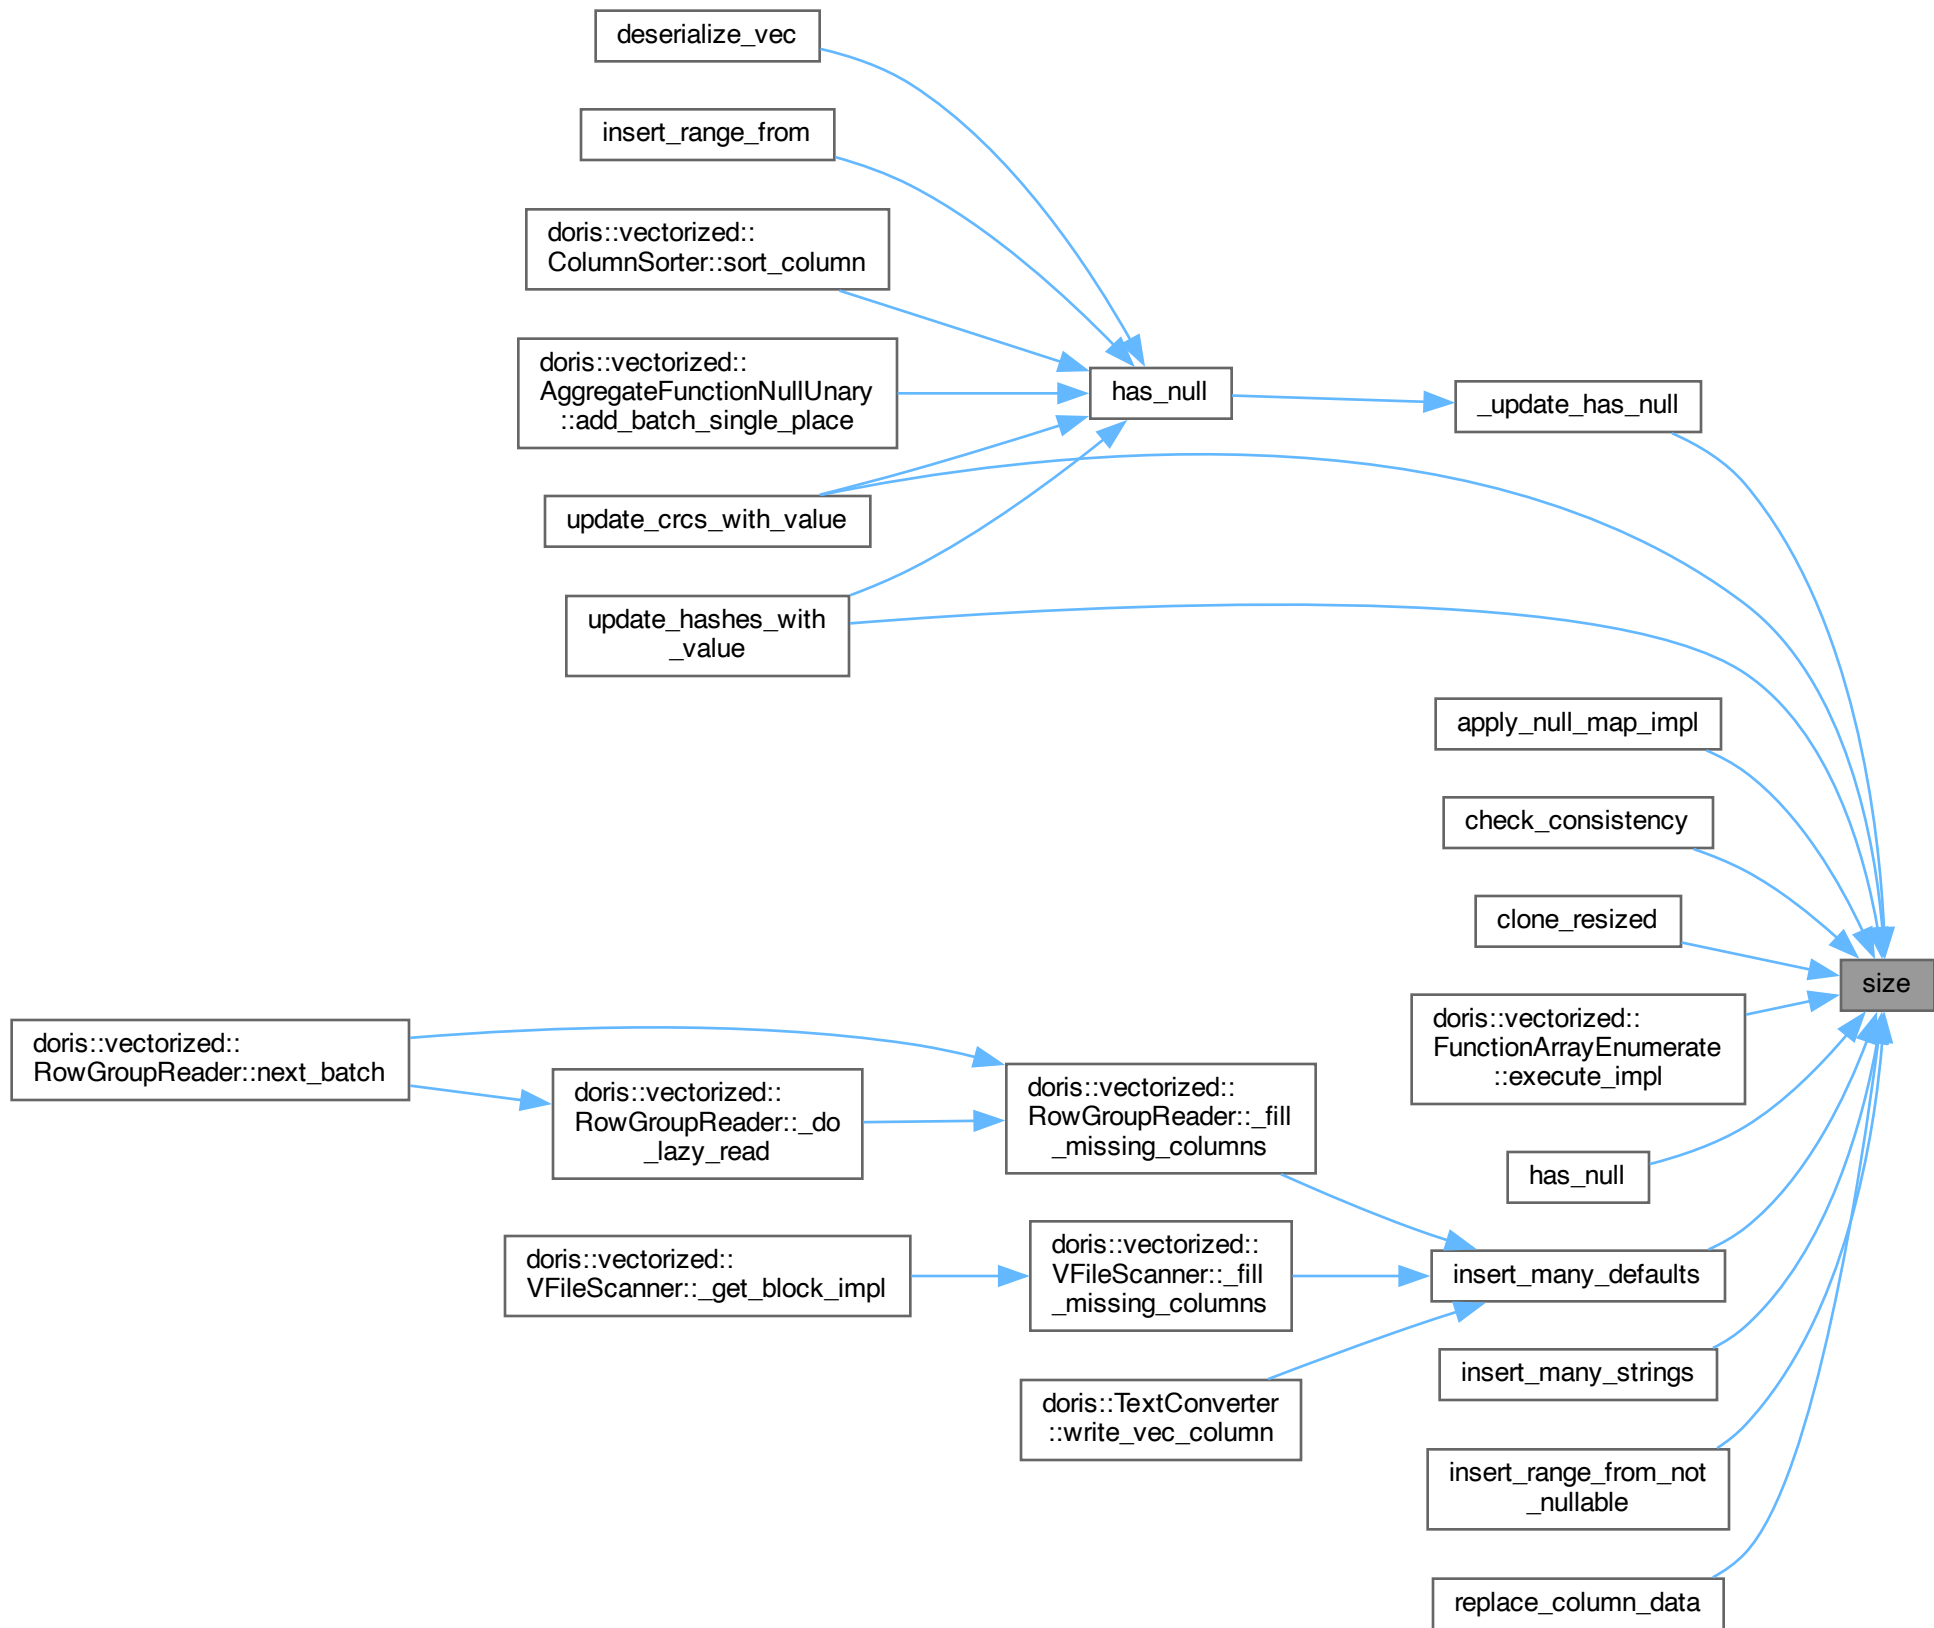 deserialize_vec
insert_range_from
doris::vectorized::
ColumnSorter::sort_column
doris::vectorized::
AggregateFunctionNullUnary
::add_batch_single_place
has_null
_update_has_null
update_crcs_with_value
update_hashes_with
_value
apply_null_map_impl
check_consistency
clone_resized
size
doris::vectorized::
FunctionArrayEnumerate
::execute_impl
doris::vectorized::
RowGroupReader::next_batch
doris::vectorized::
RowGroupReader::_do
_lazy_read
doris::vectorized::
RowGroupReader::_fill
_missing_columns
has_null
doris::vectorized::
VFileScanner::_get_block_impl
doris::vectorized::
VFileScanner::_fill
_missing_columns
insert_many_defaults
insert_many_strings
doris::TextConverter
::write_vec_column
insert_range_from_not
_nullable
replace_column_data